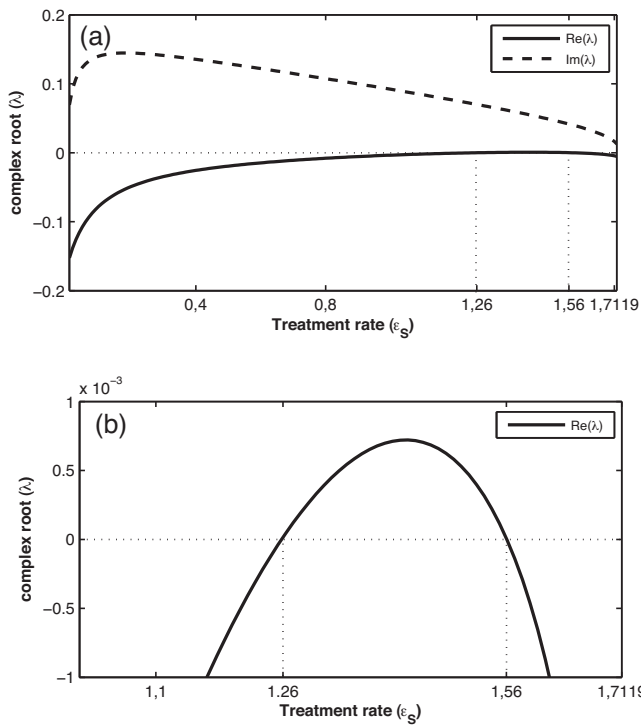 (a)
Re(λ)
Im(λ)
0.2
0.1
0
−0.1
−0.2
complex root (λ)
0,4 0,8 1,26 1,56 1,7119
Treatment rate (εS)
x 10−3
(b)
Re(λ)
1
0.5
0
−0.5
−1
complex root (λ)
1,1 1.26 1,56 1,7119
Treatment rate (εS)